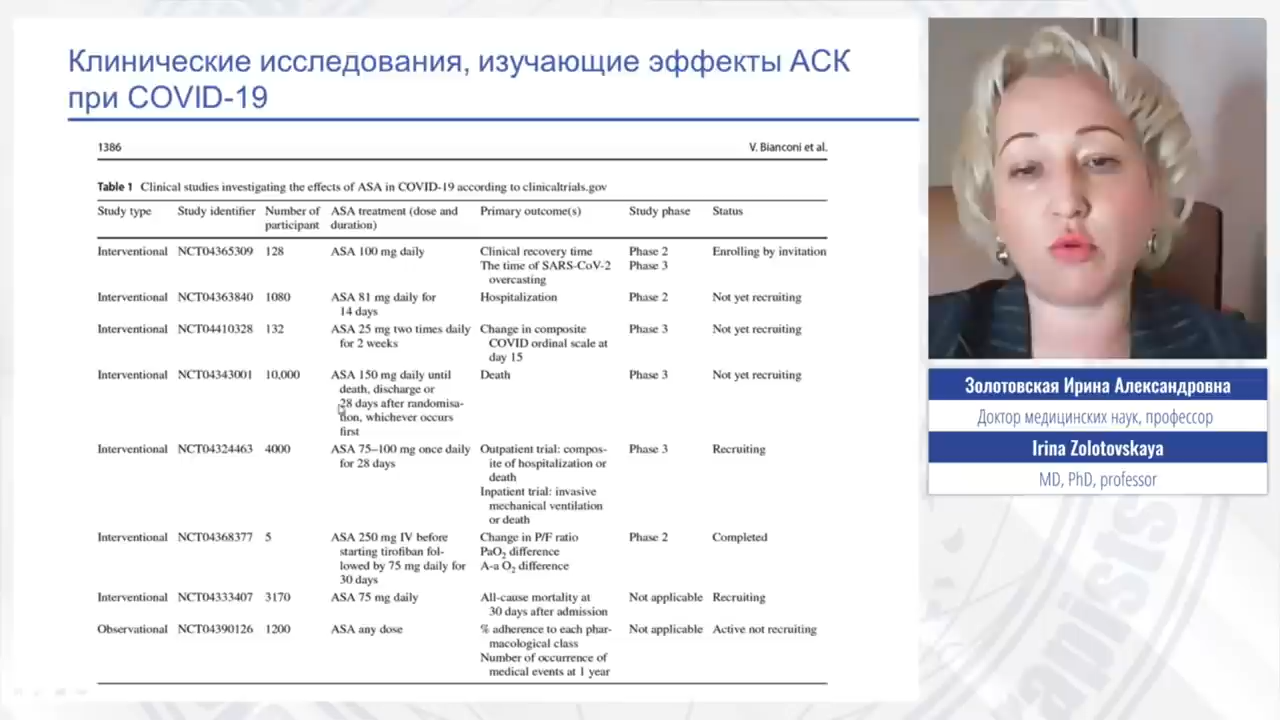 Клинические исследования, изучающие эффекты АСК
при COVID-19
1386 V. Bianconi et al.
Table 1 Clinical studies investigating the effects of ASA in COVID-19 according to clinicaltrials.gov
Study type Study identifier Number of participant ASA treatment (dose and duration) Primary outcome(s) Study phase Status
Interventional NCT04365309 128 ASA 100 mg daily Clinical recovery time Phase 2 Enrolling by invitation
The time of SARS-CoV-2 Phase 3
overcasting
Interventional NCT04363840 1080 ASA 81 mg daily for Hospitalization Phase 2 Not yet recruiting
14 days
Interventional NCT04410328 132 ASA 25 mg two times daily Change in composite Phase 3 Not yet recruiting
for 2 weeks COVID ordinal scale at
day 15
Interventional NCT04343001 10,000 ASA 150 mg daily until Death Phase 3 Not yet recruiting
death, discharge or
28 days after randomisa-
tion, whichever occurs
first
Interventional NCT04324463 4000 ASA 75–100 mg once daily Outpatient trial: compos- Phase 3 Recruiting
for 28 days ite of hospitalization or
death
Inpatient trial: invasive
mechanical ventilation
or death
Interventional NCT04368377 5 ASA 250 mg IV before Change in P/F ratio Phase 2 Completed
starting tirofiban fol- PaO2 difference
lowed by 75 mg daily for A-a O2 difference
30 days
Interventional NCT04333407 3170 ASA 75 mg daily All-cause mortality at Not applicable Recruiting
30 days after admission
Observational NCT04390126 1200 ASA any dose % adherence to each phar- Not applicable Active not recruiting
macological class
Number of occurrence of
medical events at 1 year
Золотовская Ирина Александровна
Доктор медицинских наук, профессор
Irina Zolotovskaya
MD, PhD, professor